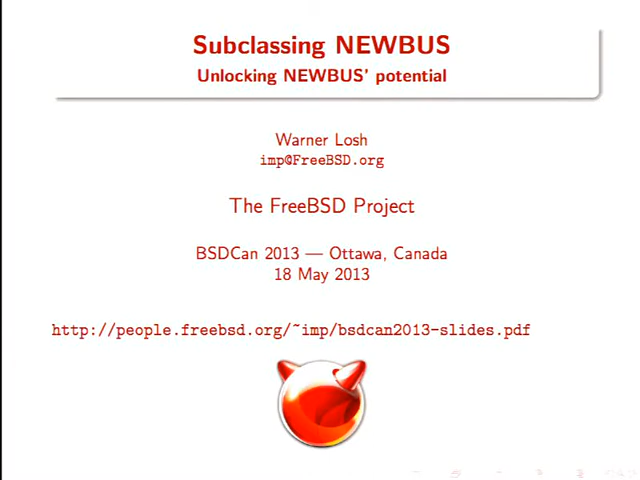 Subclassing NEWBUS
Unlocking NEWBUS' potential
Warner Losh
imp@FreeBSD.org
The FreeBSD Project
BSDCan 2013 — Ottawa, Canada
18 May 2013
http://people.freebsd.org/~imp/bsdcan2013-slides.pdf